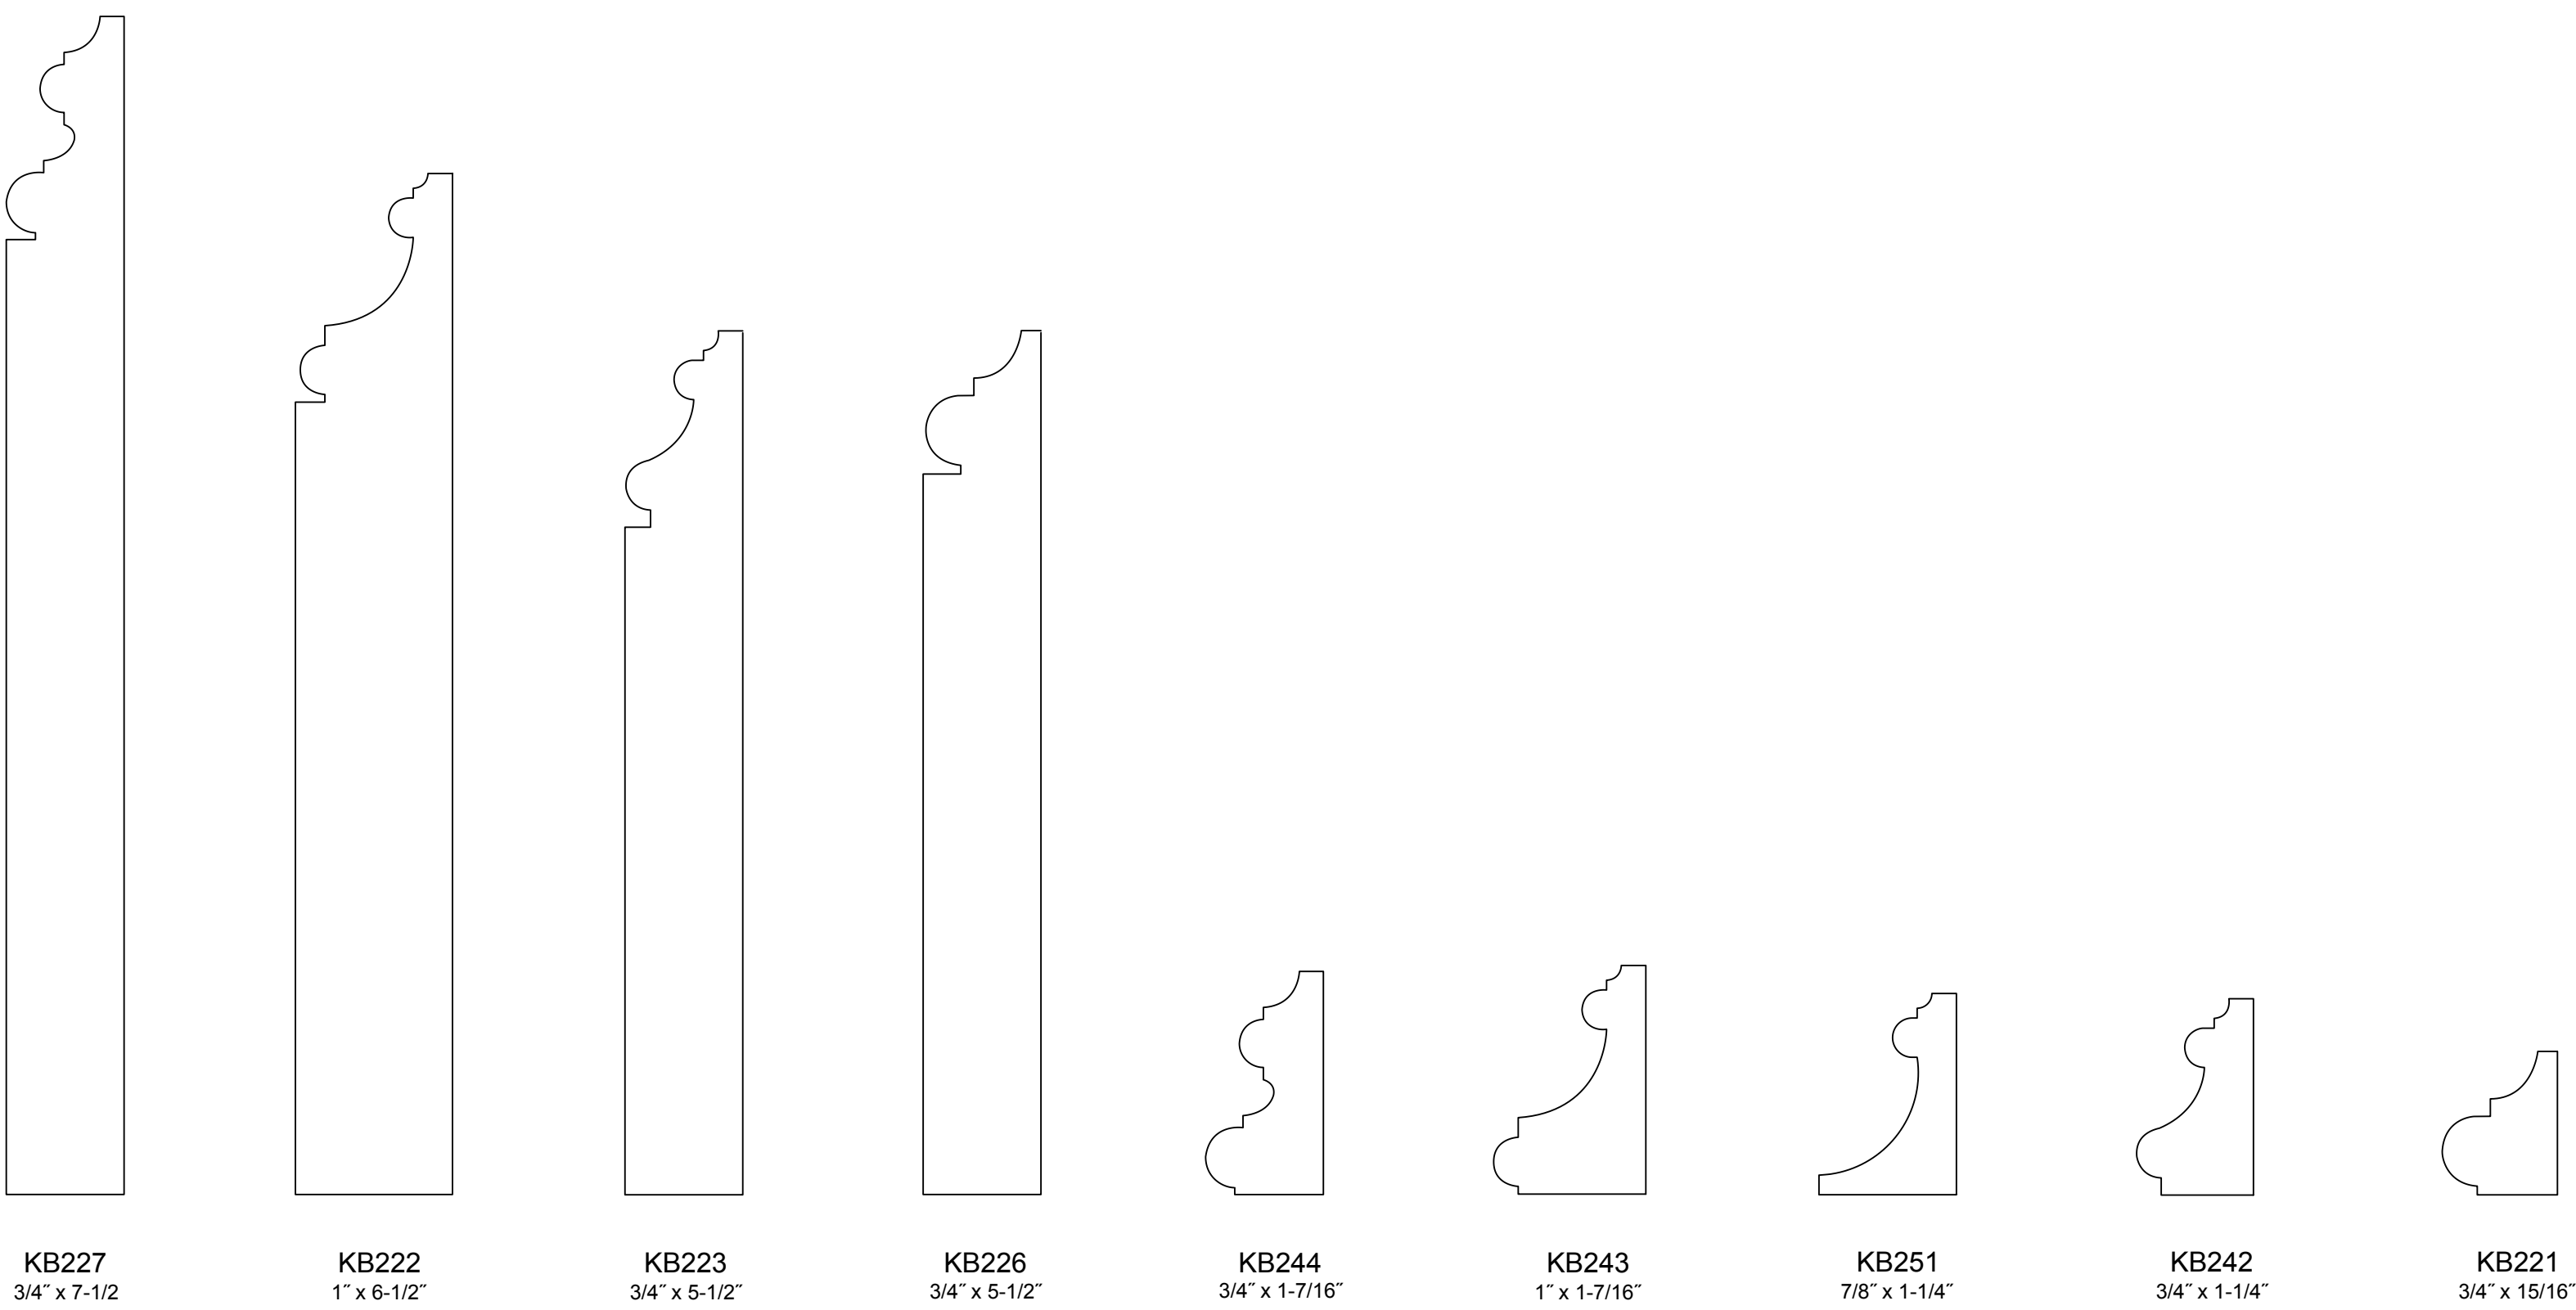 KB227
3/4˝ x 7-1/2
KB222
1˝ x 6-1/2˝
KB223
3/4˝ x 5-1/2˝
KB226
3/4˝ x 5-1/2˝
KB244
3/4˝ x 1-7/16˝
KB243
1˝ x 1-7/16˝
KB251
7/8˝ x 1-1/4˝
KB242
3/4˝ x 1-1/4˝
KB221
3/4˝ x 15/16˝